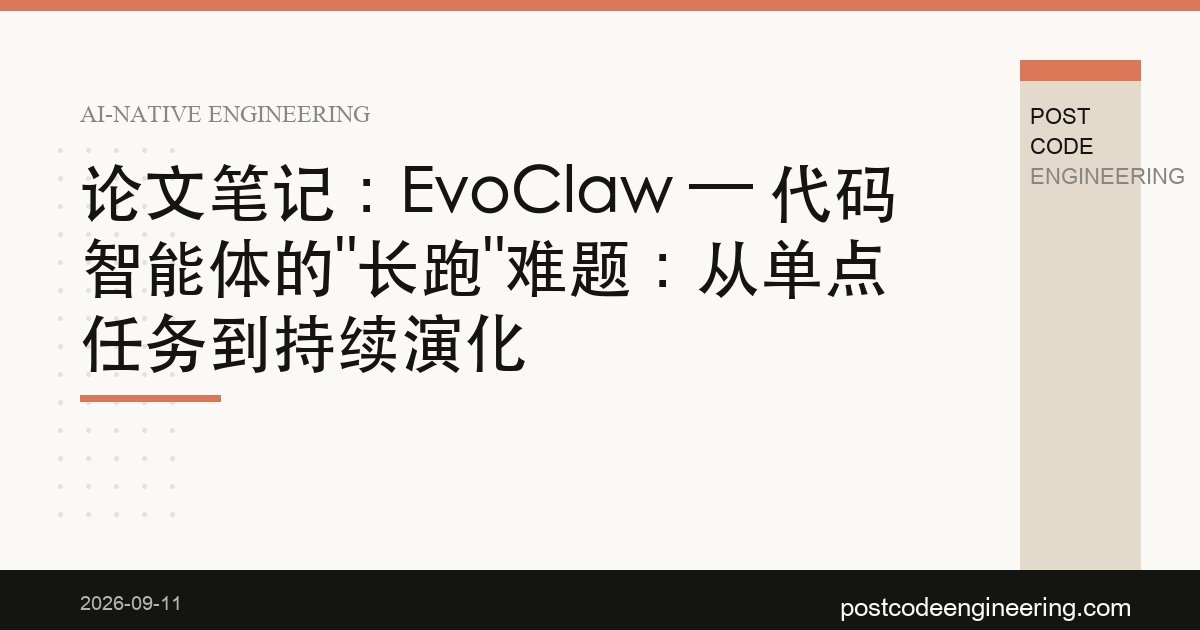 AI-NATIVE ENGINEERING
论文笔记：EvoClaw — 代码
智能体的"长跑"难题：从单点
任务到持续演化
POST
CODE
ENGINEERING
2026-09-11
postcodeengineering.com